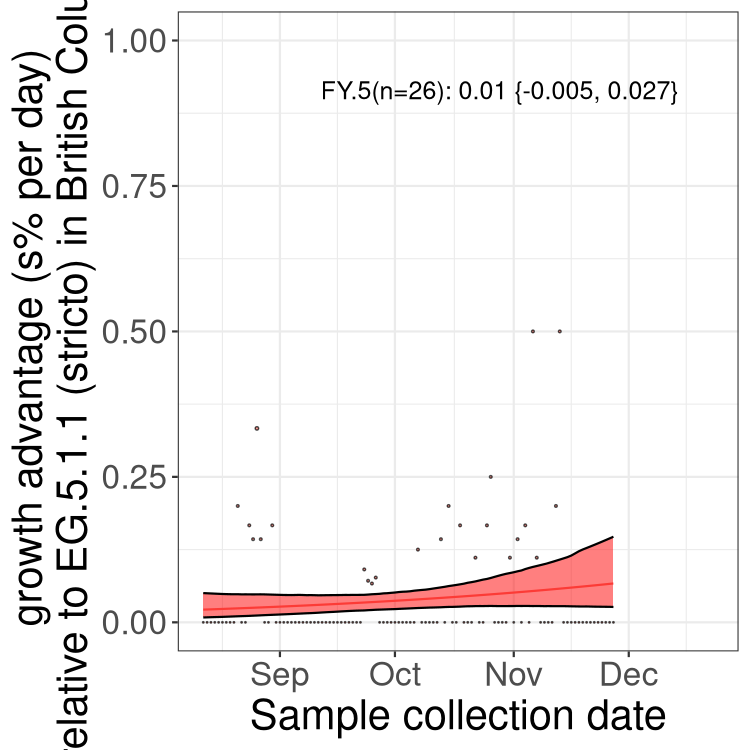 growth advantage (s% per day)
relative to EG.5.1.1 (stricto) in British Colu
1.00
0.75
0.50
0.25
0.00
FY.5(n=26): 0.01 {-0.005, 0.027}
Sep Oct Nov Dec
Sample collection date